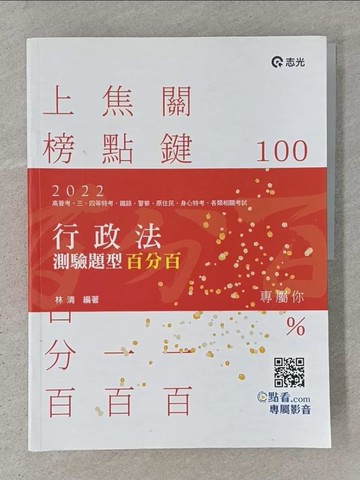 志光
上焦關
榜點鍵 100
2022
高普考、三、四等特考、鐵路、警察、原住民、身心特考、各類相關考試
行政法
測驗題型 百分百
林清 編著
專屬你
%
百
分一一
百百百
點看.com
專屬影音